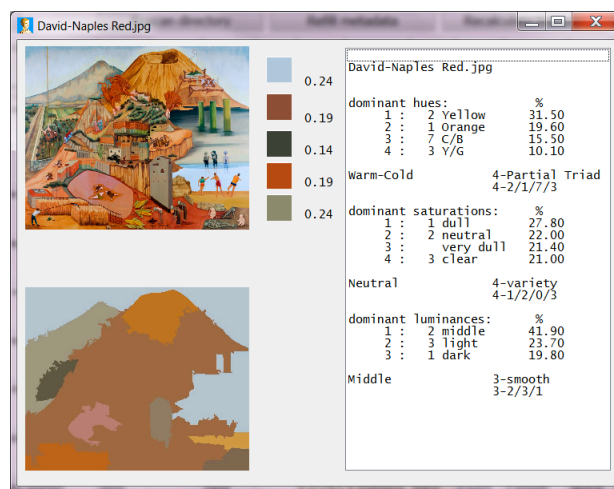 David-Naples Red.jpg
0.24
0.19
0.14
0.19
0.24
David-Naples Red.jpg
dominant hues: %
1 : 2 Yellow 31.50
2 : 1 Orange 19.60
3 : 7 C/B 15.50
4 : 3 Y/G 10.10
Warm-Cold 4-Partial Triad
4-2/1/7/3
dominant saturations: %
1 : 1 dull 27.80
2 : 2 neutral 22.00
3 : very dull 21.40
4 : 3 clear 21.00
Neutral 4-variety
4-1/2/0/3
dominant luminances: %
1 : 2 middle 41.90
2 : 3 light 23.70
3 : 1 dark 19.80
Middle 3-smooth
3-2/3/1